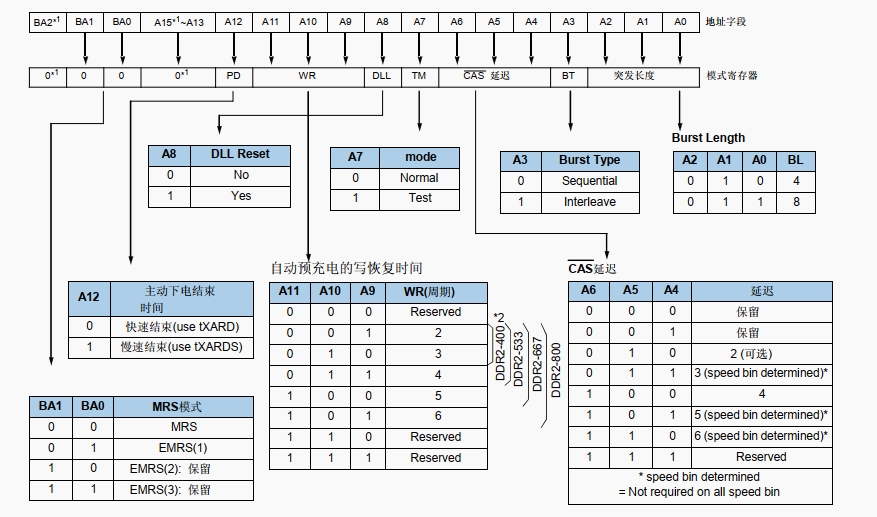 BA2*1 BA1 BA0 A15*1~A13 A12 A11 A10 A9 A8 A7 A6 A5 A4 A3 A2 A1 A0 地址字段
0*1 0 0 0*1 PD WR DLL TM CAS 延迟 BT 突发长度 模式寄存器
A8 DLL Reset
0 No
1 Yes
A7 mode
0 Normal
1 Test
A3 Burst Type
0 Sequential
1 Interleave
Burst Length
A2 A1 A0 BL
0 1 0 4
0 1 1 8
A12 主动下电结束
时间
0 快速结束(use tXARD)
1 慢速结束(use tXARDS)
自动预充电的写恢复时间
A11 A10 A9 WR(周期)
0 0 0 Reserved
0 0 1 2
0 1 0 3
0 1 1 4
1 0 0 5
1 0 1 6
1 1 0 Reserved
1 1 1 Reserved
*2
DDR2-400
DDR2-533
DDR2-667
DDR2-800
CAS延迟
A6 A5 A4 延迟
0 0 0 保留
0 0 1 保留
0 1 0 2 (可选)
0 1 1 3 (speed bin determined)*
1 0 0 4
1 0 1 5 (speed bin determined)*
1 1 0 6 (speed bin determined)*
1 1 1 Reserved
* speed bin determined
= Not required on all speed bin
BA1 BA0 MRS模式
0 0 MRS
0 1 EMRS(1)
1 0 EMRS(2): 保留
1 1 EMRS(3): 保留